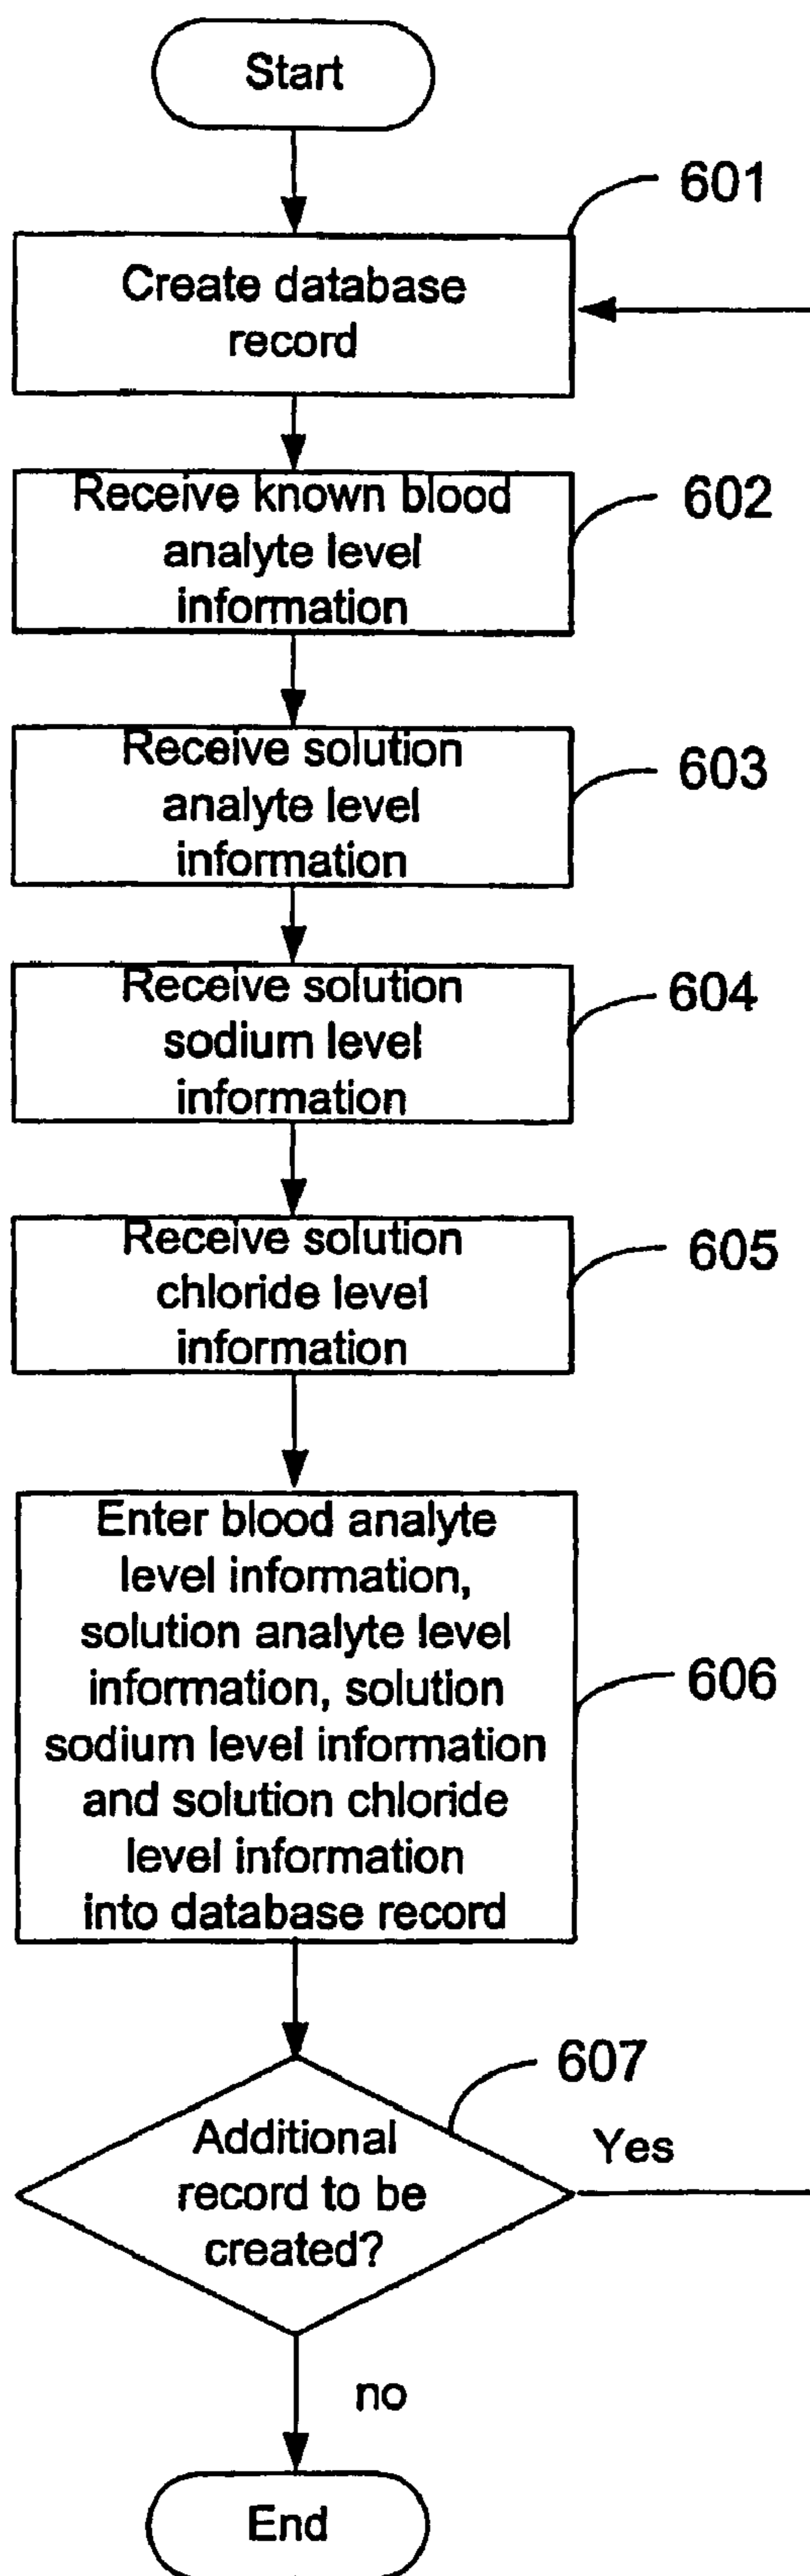 Start
601
Create database
record
602
Receive known blood
analyte level
information
603
Receive solution
analyte level
information
604
Receive solution
sodium level
information
605
Receive solution
chloride level
information
606
Enter blood analyte
level information,
solution analyte level
information, solution
sodium level information
and solution chloride
level information
into database record
607
Additional
record to be
created?
Yes
no
End